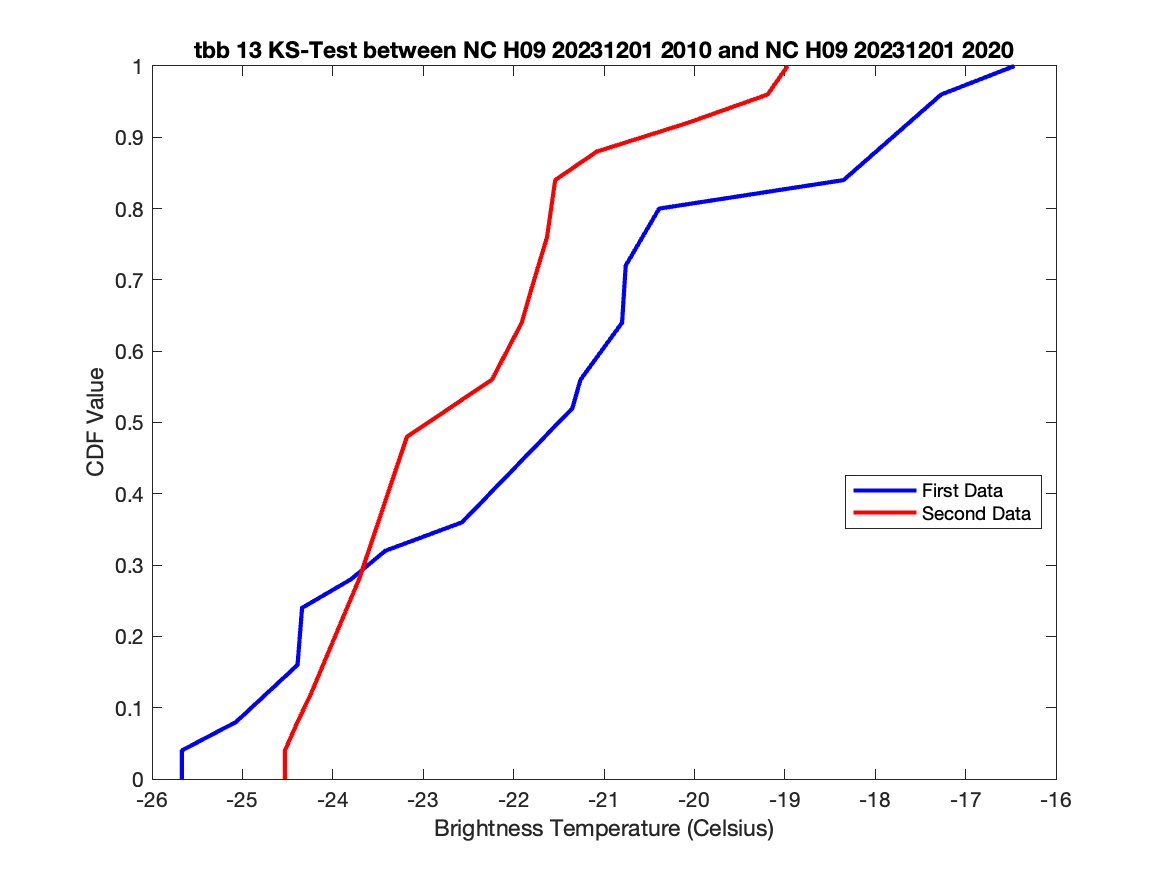 tbb 13 KS-Test between NC H09 20231201 2010 and NC H09 20231201 2020
1
0.9
0.8
0.7
0.6
0.5
0.4
0.3
0.2
0.1
0
CDF Value
First Data
Second Data
-26 -25 -24 -23 -22 -21 -20 -19 -18 -17 -16
Brightness Temperature (Celsius)